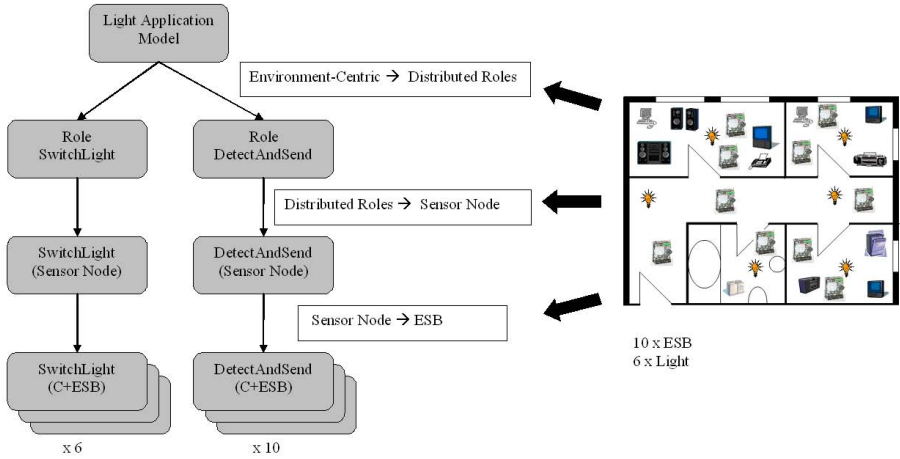 Light Application
Model
Environment-Centric → Distributed Roles
Role
SwitchLight
Role
DetectAndSend
Distributed Roles → Sensor Node
SwitchLight
(Sensor Node)
DetectAndSend
(Sensor Node)
Sensor Node → ESB
10 x ESB
6 x Light
SwitchLight
(C+ESB)
DetectAndSend
(C+ESB)
x 6
x 10